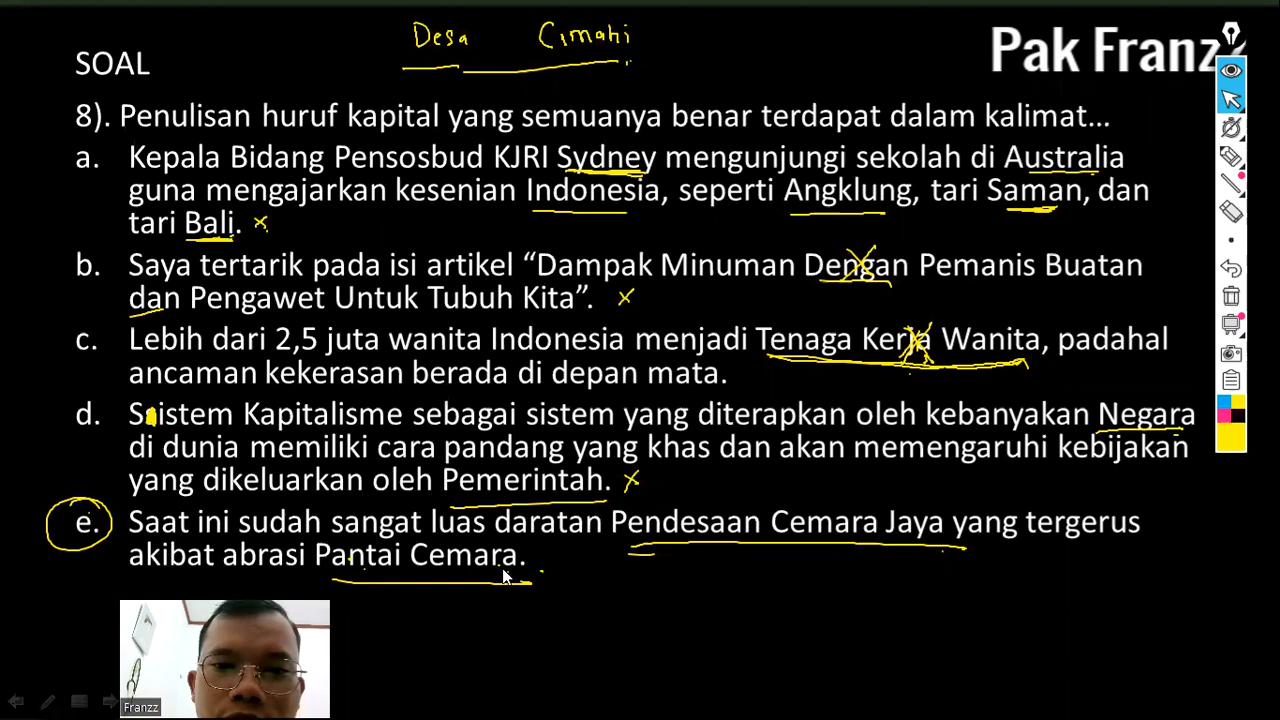 Desa Cimahi
Pak Franzz
SOAL
8). Penulisan huruf kapital yang semuanya benar terdapat dalam kalimat...
a. Kepala Bidang Pensosbud KJRI Sydney mengunjungi sekolah di Australia
guna mengajarkan kesenian Indonesia, seperti Angklung, tari Saman, dan
tari Bali. x
b. Saya tertarik pada isi artikel “Dampak Minuman Dengan Pemanis Buatan
dan Pengawet Untuk Tubuh Kita”. x
c. Lebih dari 2,5 juta wanita Indonesia menjadi Tenaga Kerja Wanita, padahal
ancaman kekerasan berada di depan mata.
d. Saistem Kapitalisme sebagai sistem yang diterapkan oleh kebanyakan Negara
di dunia memiliki cara pandang yang khas dan akan memengaruhi kebijakan
yang dikeluarkan oleh Pemerintah. x
e. Saat ini sudah sangat luas daratan Pendesaan Cemara Jaya yang tergerus
akibat abrasi Pantai Cemara.
Franzz